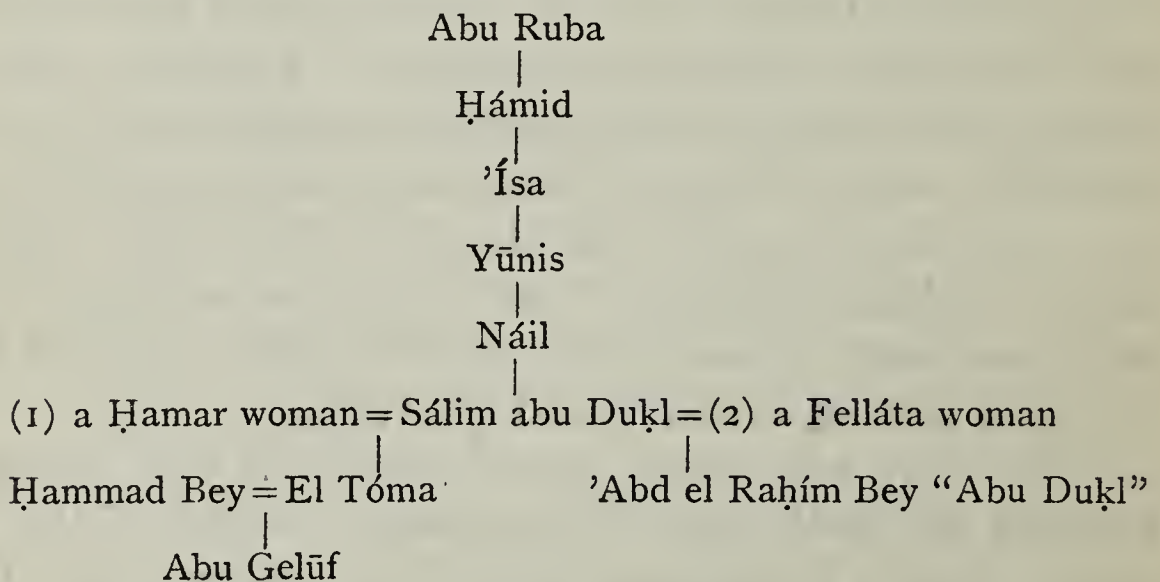 Abu Ruba
Ḥámid
’Ísa
Yūnis
Náil
(1) a Ḥamar woman = Sálim abu Duḳl = (2) a Felláta woman
Ḥammad Bey = El Tóma ’Abd el Raḥím Bey “Abu Duḳl”
Abu Gelūf